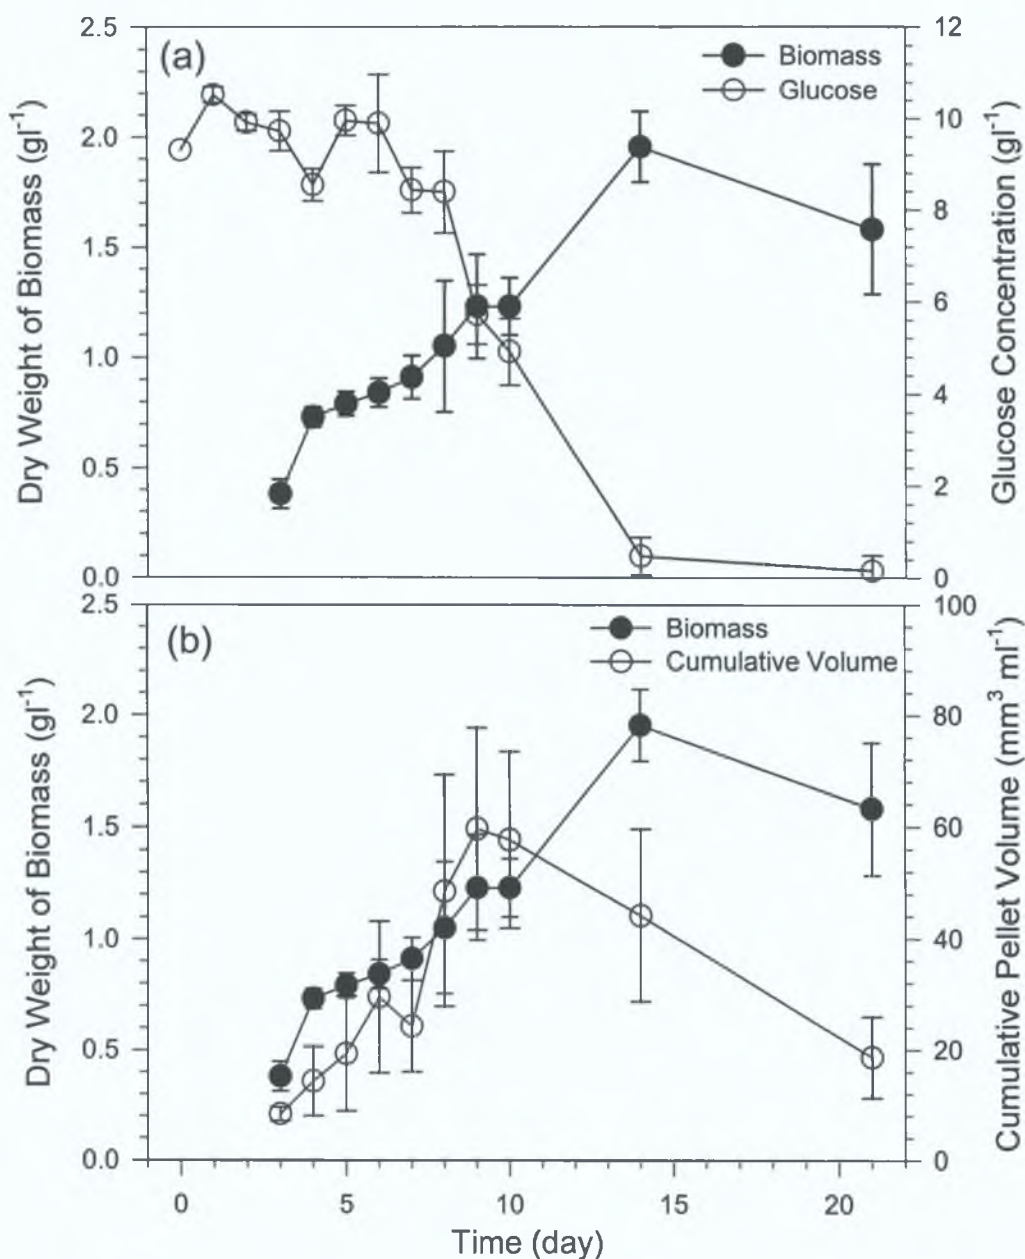 (a)
Biomass
Glucose
Dry Weight of Biomass (gl⁻¹)
2.5
2.0
1.5
1.0
0.5
0.0
Glucose Concentration (gl⁻¹)
12
10
8
6
4
2
0
(b)
Biomass
Cumulative Volume
Dry Weight of Biomass (gl⁻¹)
2.5
2.0
1.5
1.0
0.5
0.0
Cumulative Pellet Volume (mm³ ml⁻¹)
100
80
60
40
20
0
0 5 10 15 20
Time (day)